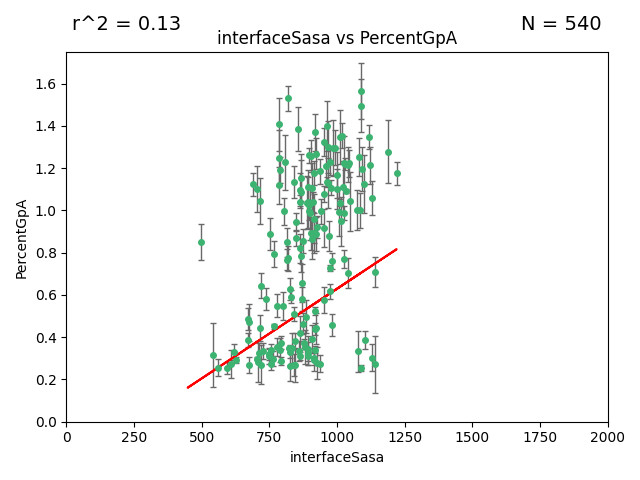 r^2 = 0.13
N = 540
interfaceSasa vs PercentGpA
PercentGpA
1.6
1.4
1.2
1.0
0.8
0.6
0.4
0.2
0.0
0 250 500 750 1000 1250 1500 1750 2000
interfaceSasa